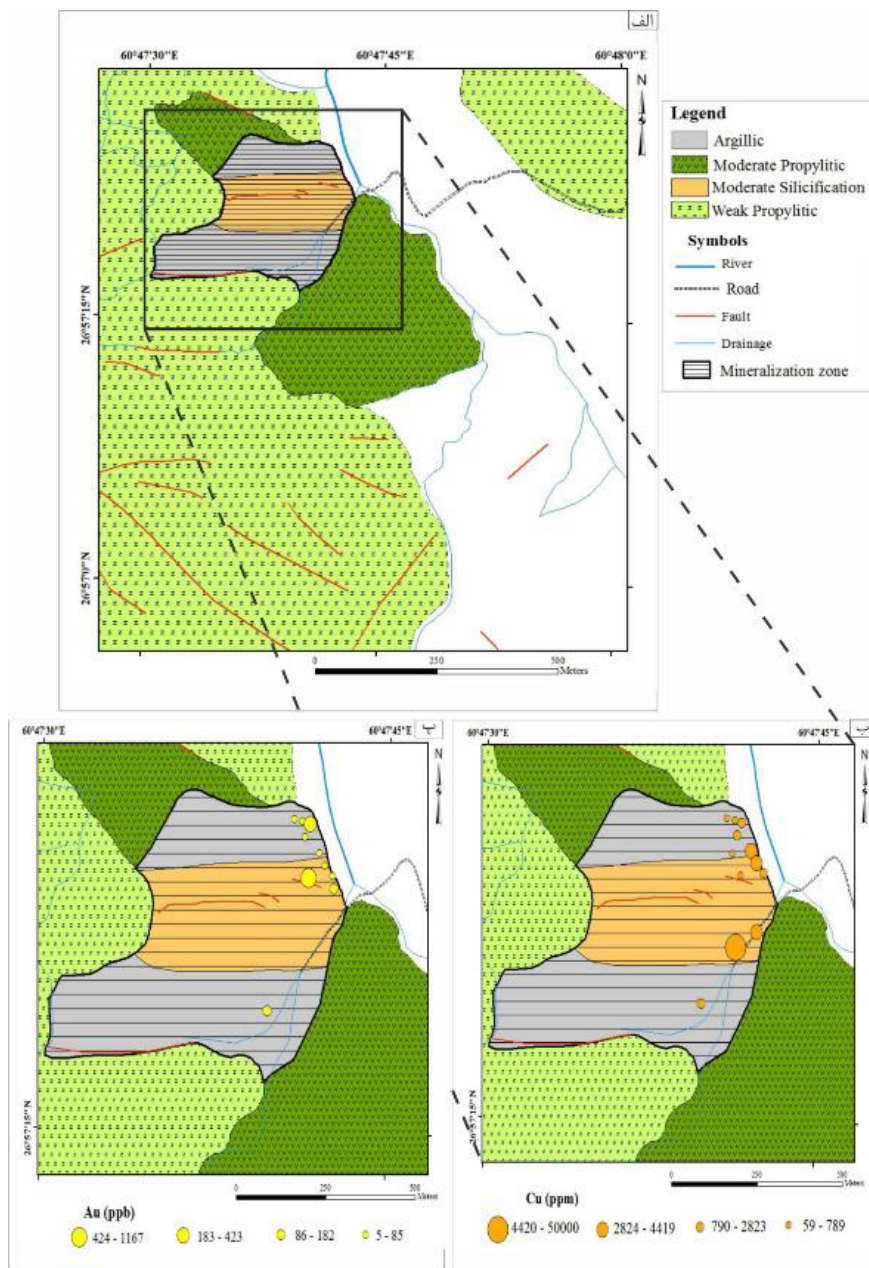 الف
60°47'30"E 60°47'45"E 60°48'0"E
N
S
26°57'15"N
26°57'0"N
0 250 500
Meters
Legend
Argillic
Moderate Propylitic
Moderate Silicification
Weak Propylitic
Symbols
River
Road
Fault
Drainage
Mineralization zone
ب
60°47'30"E 60°47'45"E
N
26°57'15"N
0 250 500
Meters
Au (ppb)
424 - 1167 183 - 423 86 - 182 5 - 85
60°47'30"E 60°47'45"E
N
26°57'15"N
0 250 500
Meters
Cu (ppm)
4420 - 50000 2824 - 4419 790 - 2823 59 - 789